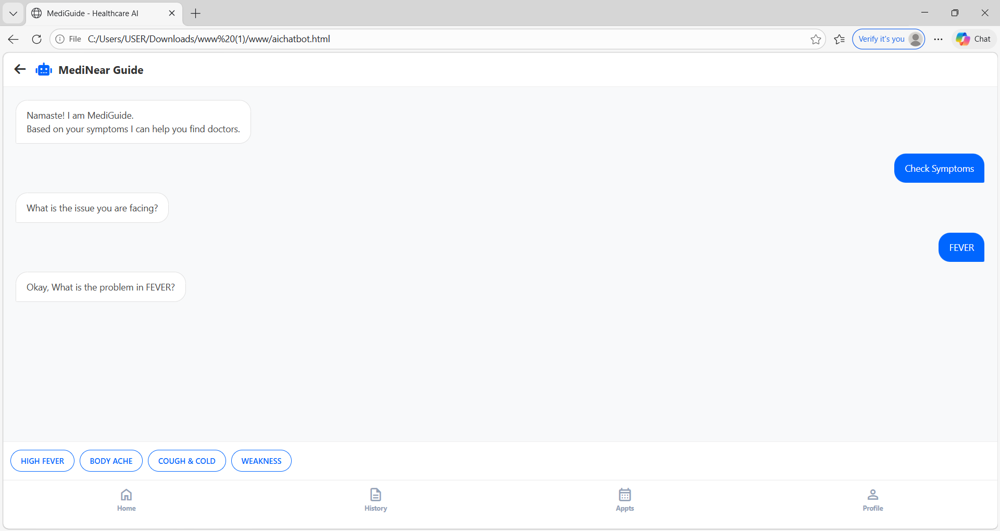 MediGuide - Healthcare AI
File C:/Users/USER/Downloads/www%20(1)/www/aichatbot.html
Verify it's you
Chat
MediNear Guide
Namaste! I am MediGuide.
Based on your symptoms I can help you find doctors.
Check Symptoms
What is the issue you are facing?
FEVER
Okay, What is the problem in FEVER?
HIGH FEVER
BODY ACHE
COUGH & COLD
WEAKNESS
Home
History
Appts
Profile